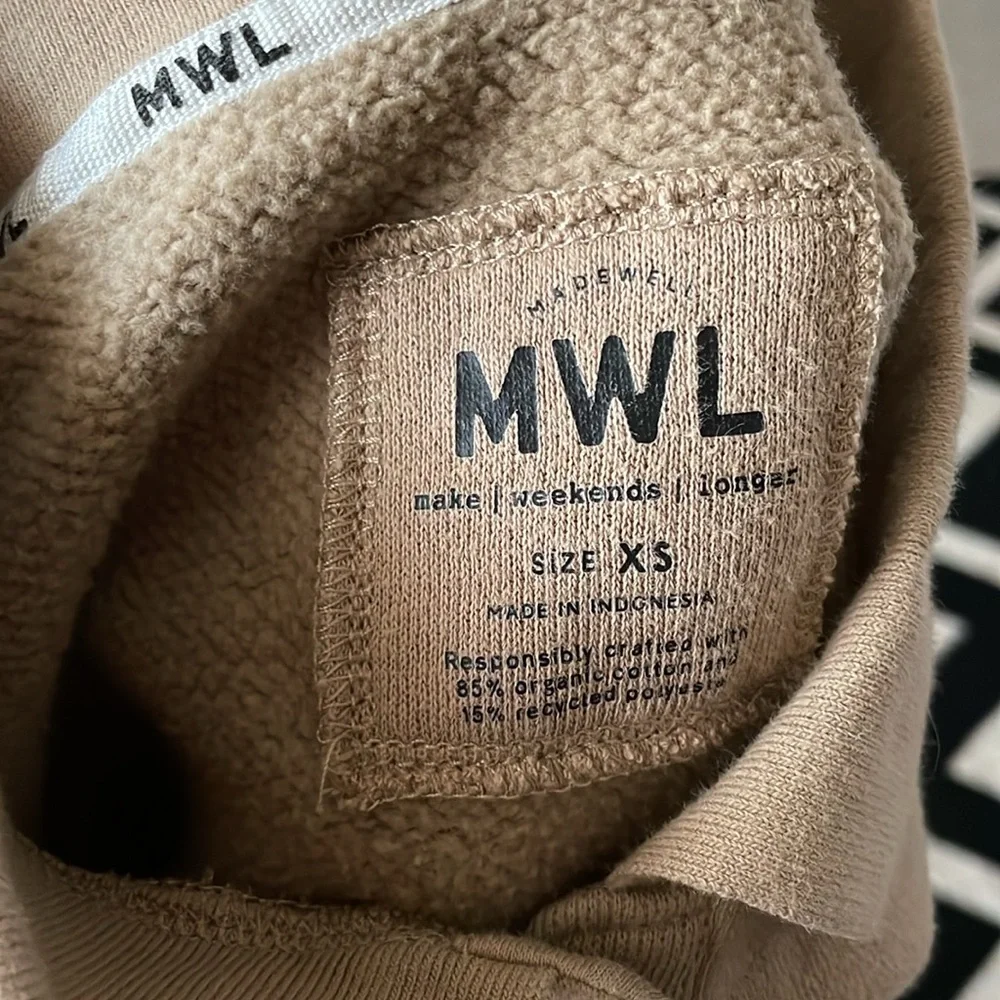 MWL
MADEWELL
MWL
make | weekends | longer
SIZE XS
MADE IN INDONESIA
Responsibly crafted with
85% organic cotton and
15% recycled polyester